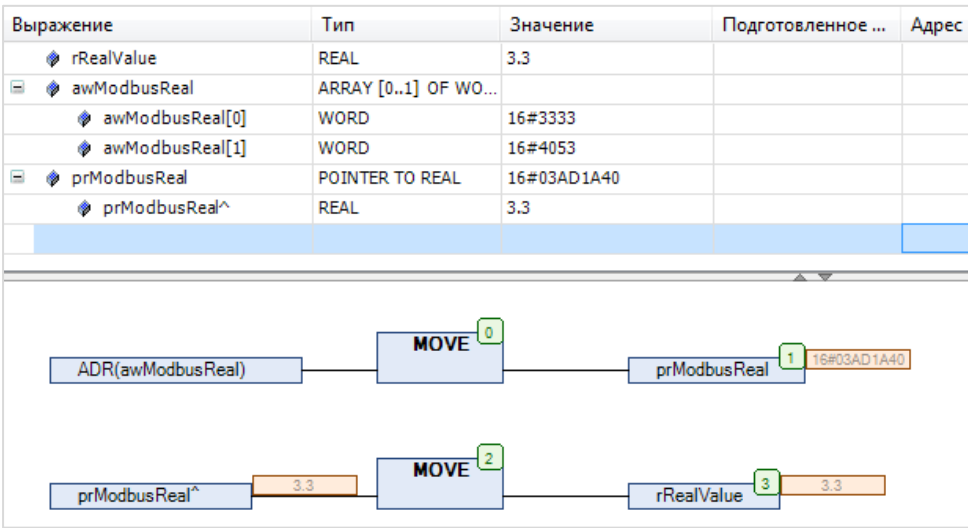 Выражение Тип Значение Подготовленное ... Адрес
rRealValue REAL 3.3
awModbusReal ARRAY [0..1] OF WO...
awModbusReal[0] WORD 16#3333
awModbusReal[1] WORD 16#4053
prModbusReal POINTER TO REAL 16#03AD1A40
prModbusReal^ REAL 3.3
MOVE 0
ADR(awModbusReal) prModbusReal 1 16#03AD1A40
MOVE 2
prModbusReal^ 3.3 rRealValue 3 3.3